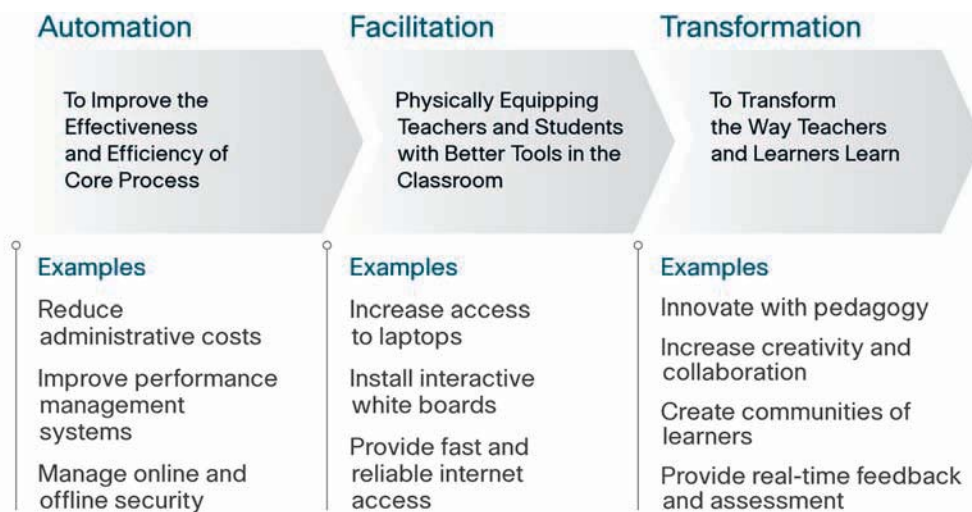 Automation
To Improve the
Effectiveness
and Efficiency of
Core Process
Examples
Reduce
administrative costs
Improve performance
management
systems
Manage online and
offline security
Facilitation
Physically Equipping
Teachers and Students
with Better Tools in the
Classroom
Examples
Increase access
to laptops
Install interactive
white boards
Provide fast and
reliable internet
access
Transformation
To Transform
the Way Teachers
and Learners Learn
Examples
Innovate with pedagogy
Increase creativity and
collaboration
Create communities of
learners
Provide real-time feedback
and assessment